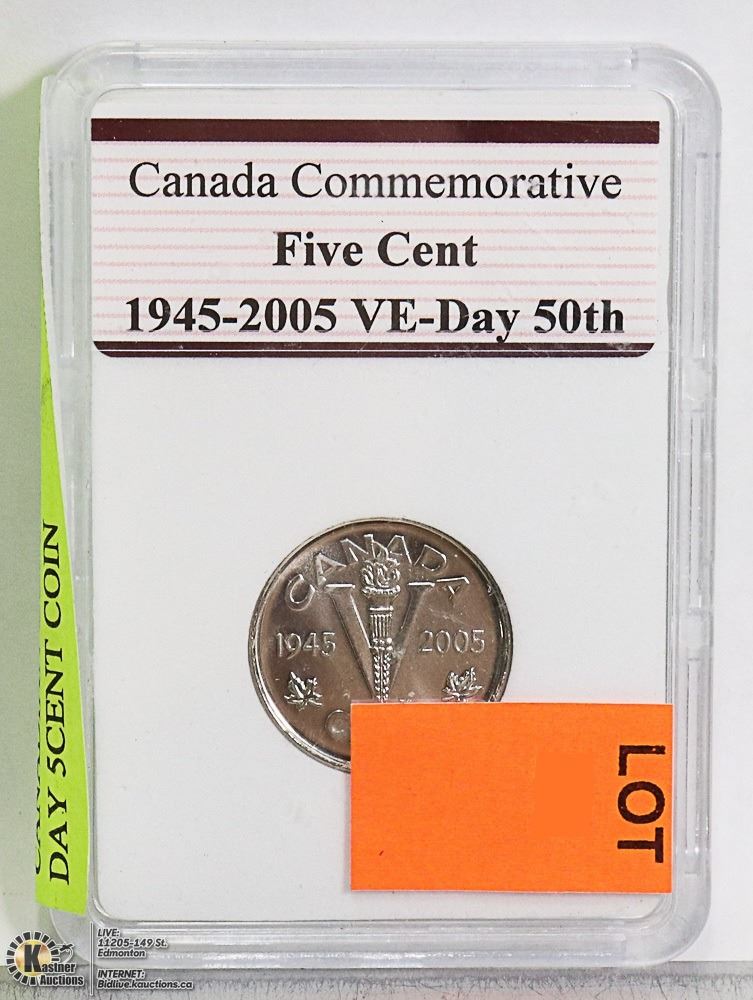 Canada Commemorative
Five Cent
1945-2005 VE-Day 50th
CANADA
1945 2005
DAY 5CENT COIN
LOT
Kastner
Auctions
LIVE:
11205-149 St.
Edmonton
INTERNET:
Bidlive.kauctions.ca